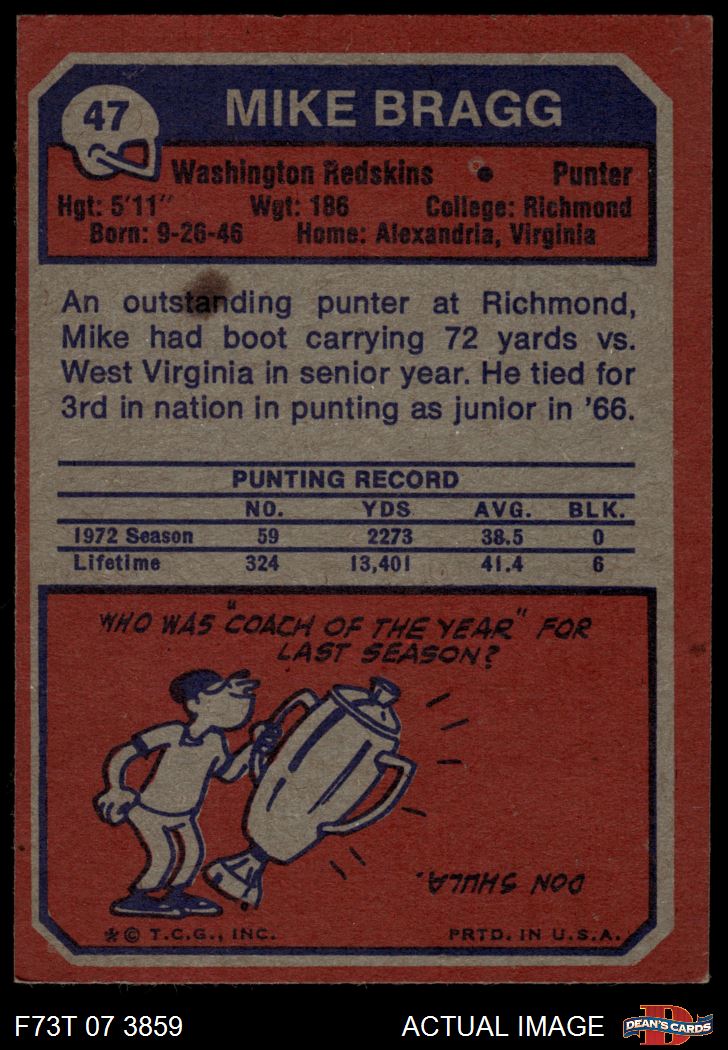 47
MIKE BRAGG
Washington Redskins • Punter
Hgt: 5'11" Wgt: 186 College: Richmond
Born: 9-26-46 Home: Alexandria, Virginia
An outstanding punter at Richmond,
Mike had boot carrying 72 yards vs.
West Virginia in senior year. He tied for
3rd in nation in punting as junior in '66.
PUNTING RECORD
NO. YDS AVG. BLK.
1972 Season 59 2273 38.5 0
Lifetime 324 13,401 41.4 6
WHO WAS "COACH OF THE YEAR" FOR
LAST SEASON?
DON SHULA.
* © T.C.G., INC. PRTD. IN U.S.A.
F73T 07 3859 ACTUAL IMAGE
D
DEAN'S CARDS